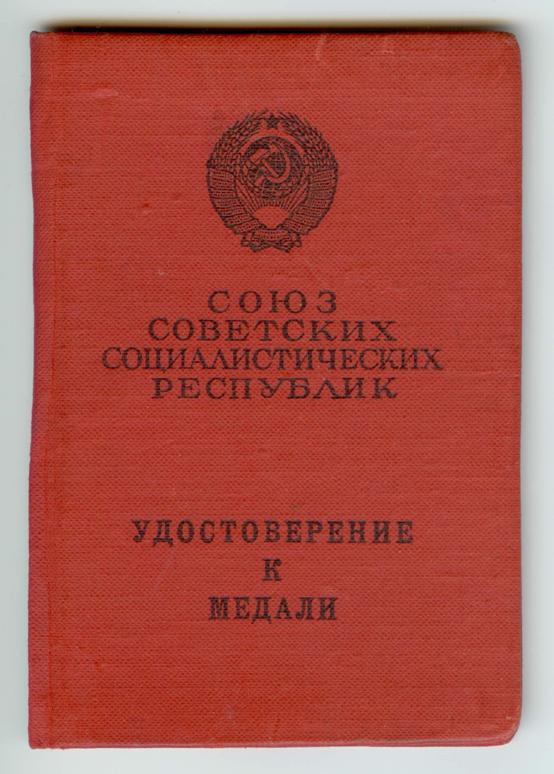 СОЮЗ
СОВЕТСКИХ
СОЦИАЛИСТИЧЕСКИХ
РЕСПУБЛИК
УДОСТОВЕРЕНИЕ
К
МЕДАЛИ